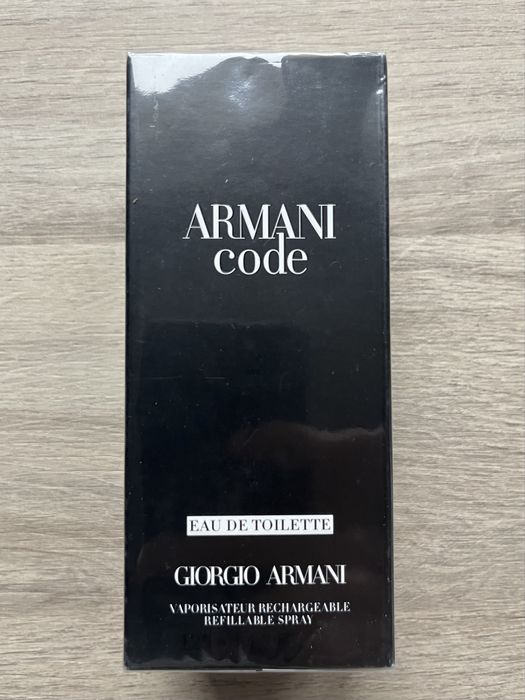 ARMANI
code
EAU DE TOILETTE
GIORGIO ARMANI
VAPORISATEUR RECHARGEABLE
REFILLABLE SPRAY